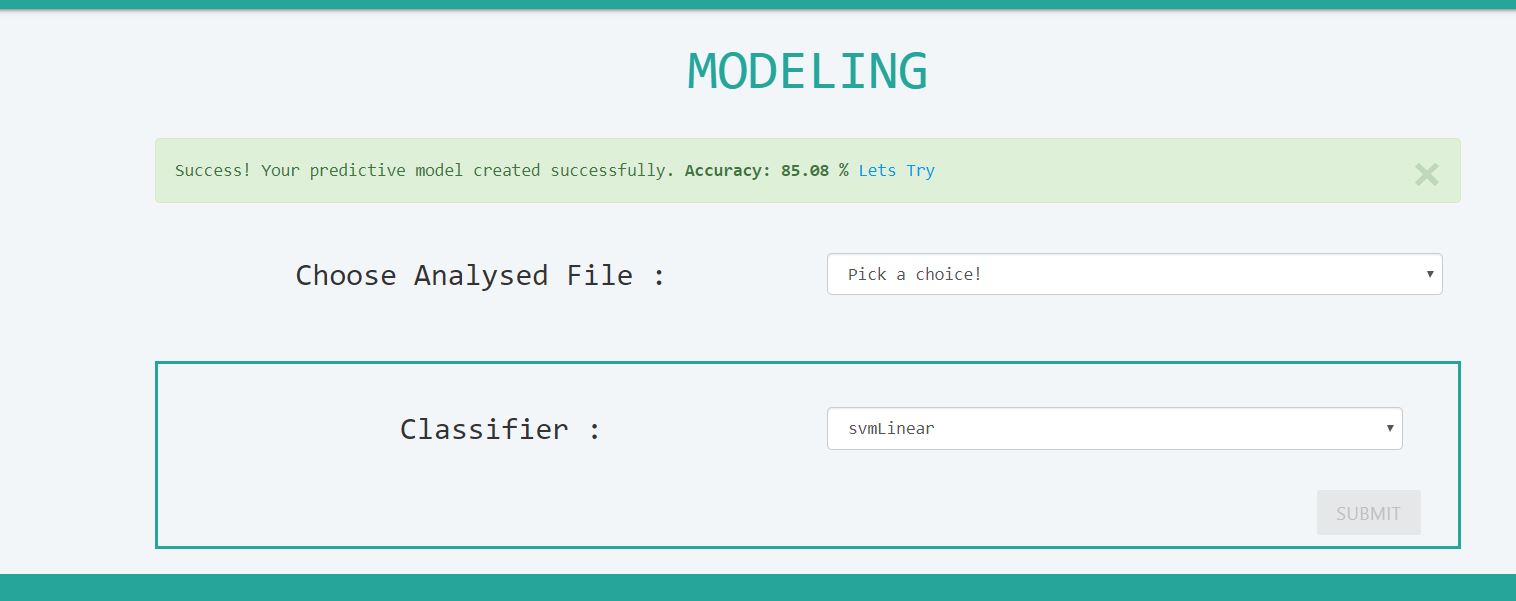 MODELING
Success! Your predictive model created successfully. Accuracy: 85.08 % Lets Try
Choose Analysed File : Pick a choice!
Classifier : svmLinear
SUBMIT